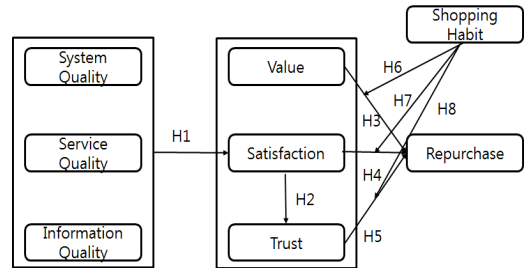 Shopping
Habit
System
Quality
Value
H6
H7
H8
H3
Service
Quality
H1
Satisfaction
Repurchase
H4
H2
Information
Quality
Trust
H5